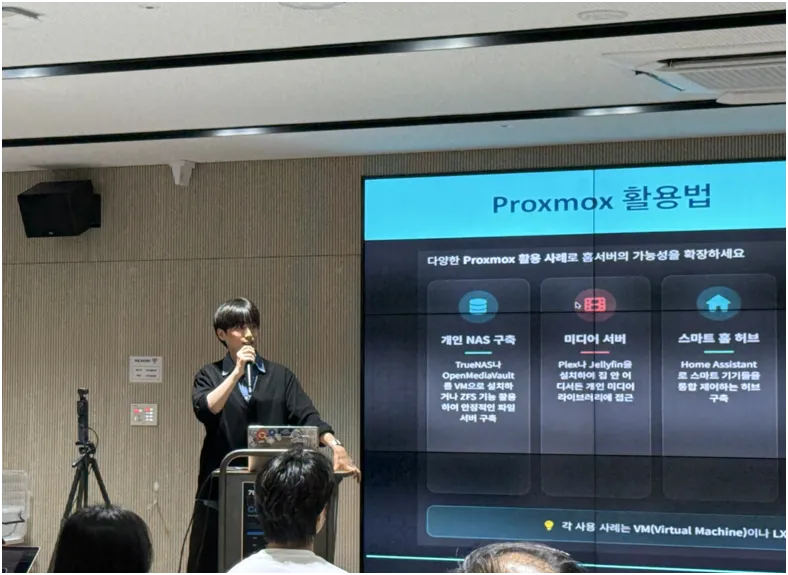 Proxmox 활용법
다양한 Proxmox 활용 사례로 홈서버의 가능성을 확장하세요
개인 NAS 구축
TrueNAS나
OpenMediaVault
를 VM으로 설치하
거나 ZFS 기능 활용
하여 안정적인 파일
서버 구축
미디어 서버
Plex나 Jellyfin을
설치하여 집 안 어
디서든 개인 미디어
라이브러리에 접근
스마트 홈 허브
Home Assistant
로 스마트 기기들을
통합 제어하는 허브
구축
각 사용 사례는 VM(Virtual Machine)이나 LX